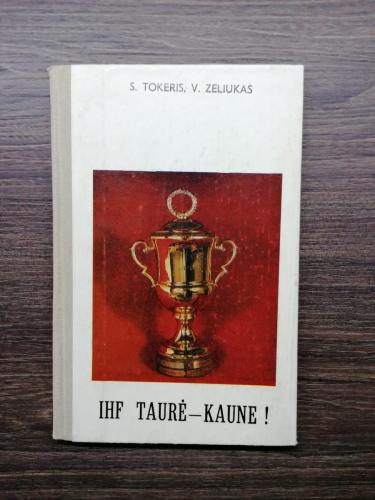 S. TOKERIS, V. ZELIUKAS
IHF TAURĖ—KAUNE!